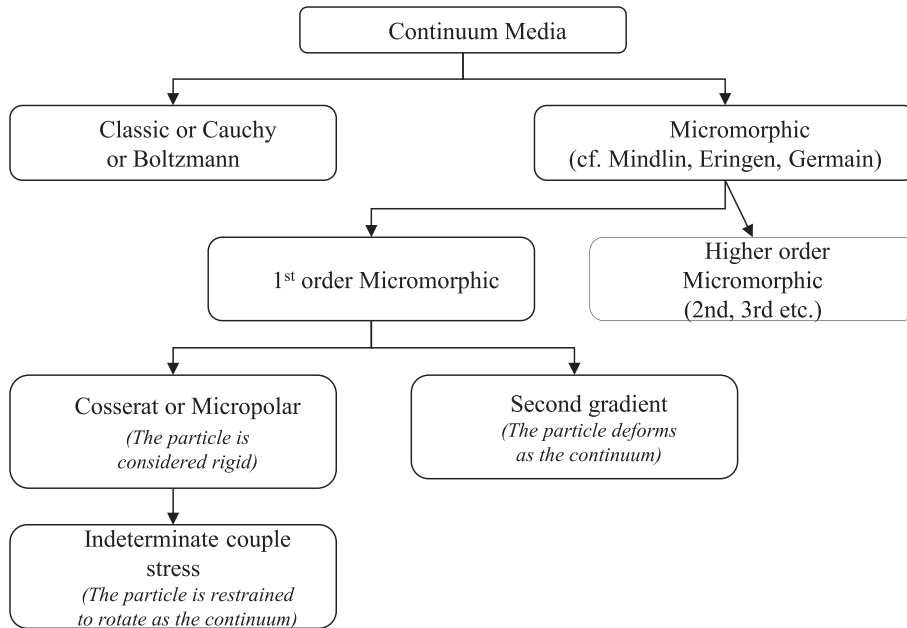 Continuum Media
Classic or Cauchy
or Boltzmann
Micromorphic
(cf. Mindlin, Eringen, Germain)
1st order Micromorphic
Higher order
Micromorphic
(2nd, 3rd etc.)
Cosserat or Micropolar
(The particle is
considered rigid)
Second gradient
(The particle deforms
as the continuum)
Indeterminate couple
stress
(The particle is restrained
to rotate as the continuum)